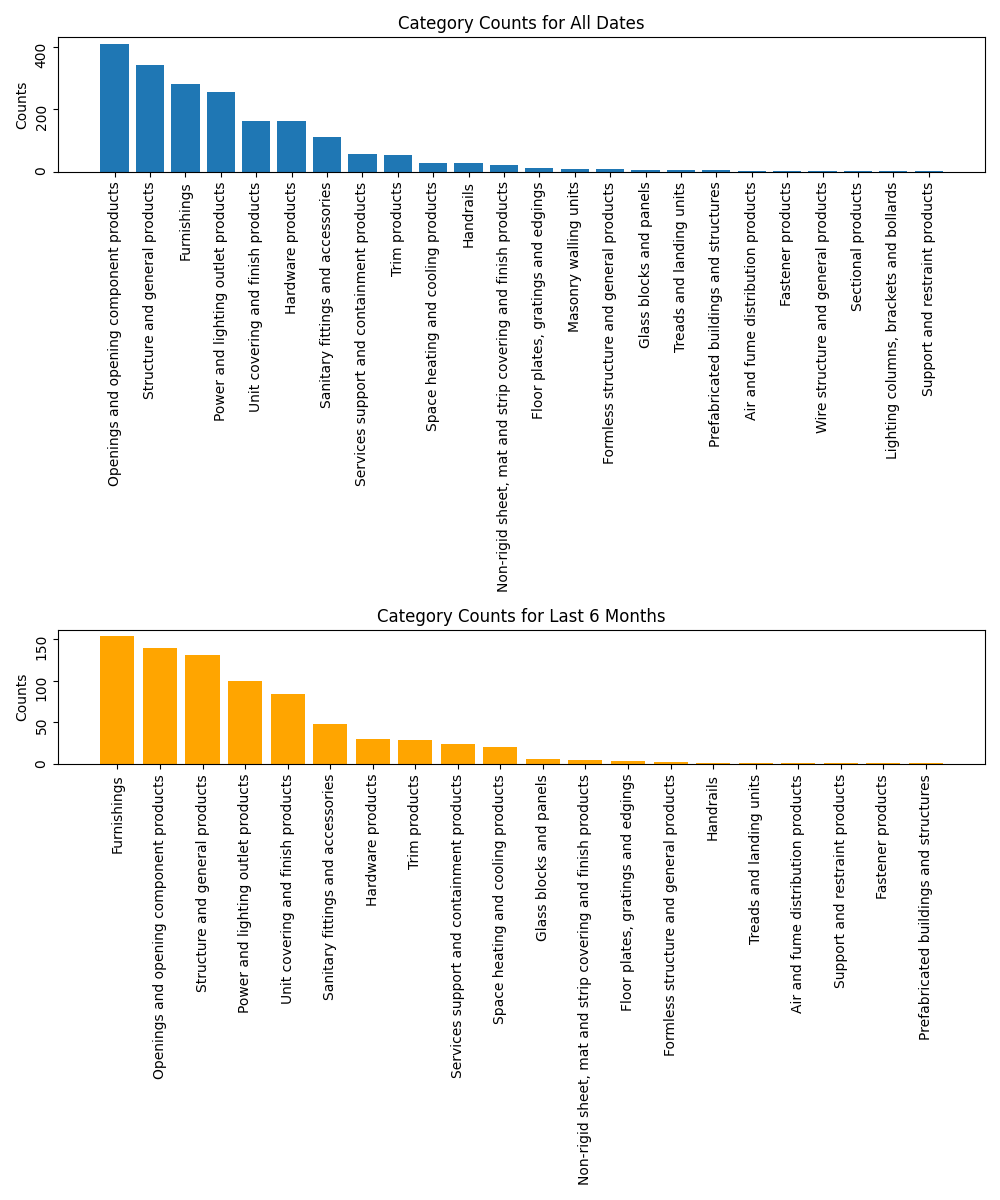 Category Counts for All Dates
Counts
400
200
0
Openings and opening component products
Structure and general products
Furnishings
Power and lighting outlet products
Unit covering and finish products
Hardware products
Sanitary fittings and accessories
Services support and containment products
Trim products
Space heating and cooling products
Handrails
Non-rigid sheet, mat and strip covering and finish products
Floor plates, gratings and edgings
Masonry walling units
Formless structure and general products
Glass blocks and panels
Treads and landing units
Prefabricated buildings and structures
Air and fume distribution products
Fastener products
Wire structure and general products
Sectional products
Lighting columns, brackets and bollards
Support and restraint products
Category Counts for Last 6 Months
Counts
150
100
50
0
Furnishings
Openings and opening component products
Structure and general products
Power and lighting outlet products
Unit covering and finish products
Sanitary fittings and accessories
Hardware products
Trim products
Services support and containment products
Space heating and cooling products
Glass blocks and panels
Non-rigid sheet, mat and strip covering and finish products
Floor plates, gratings and edgings
Formless structure and general products
Handrails
Treads and landing units
Air and fume distribution products
Support and restraint products
Fastener products
Prefabricated buildings and structures